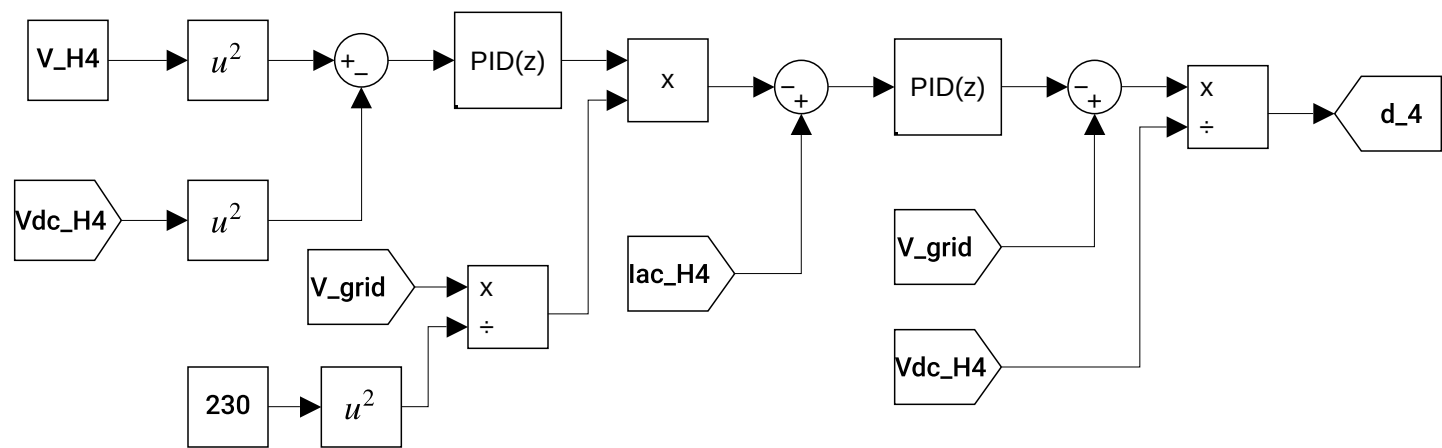 V_H4
u²
+
−
PID(z)
x
−
+
PID(z)
−
+
x
÷
d_4
Vdc_H4
u²
V_grid
x
÷
Iac_H4
V_grid
Vdc_H4
230
u²